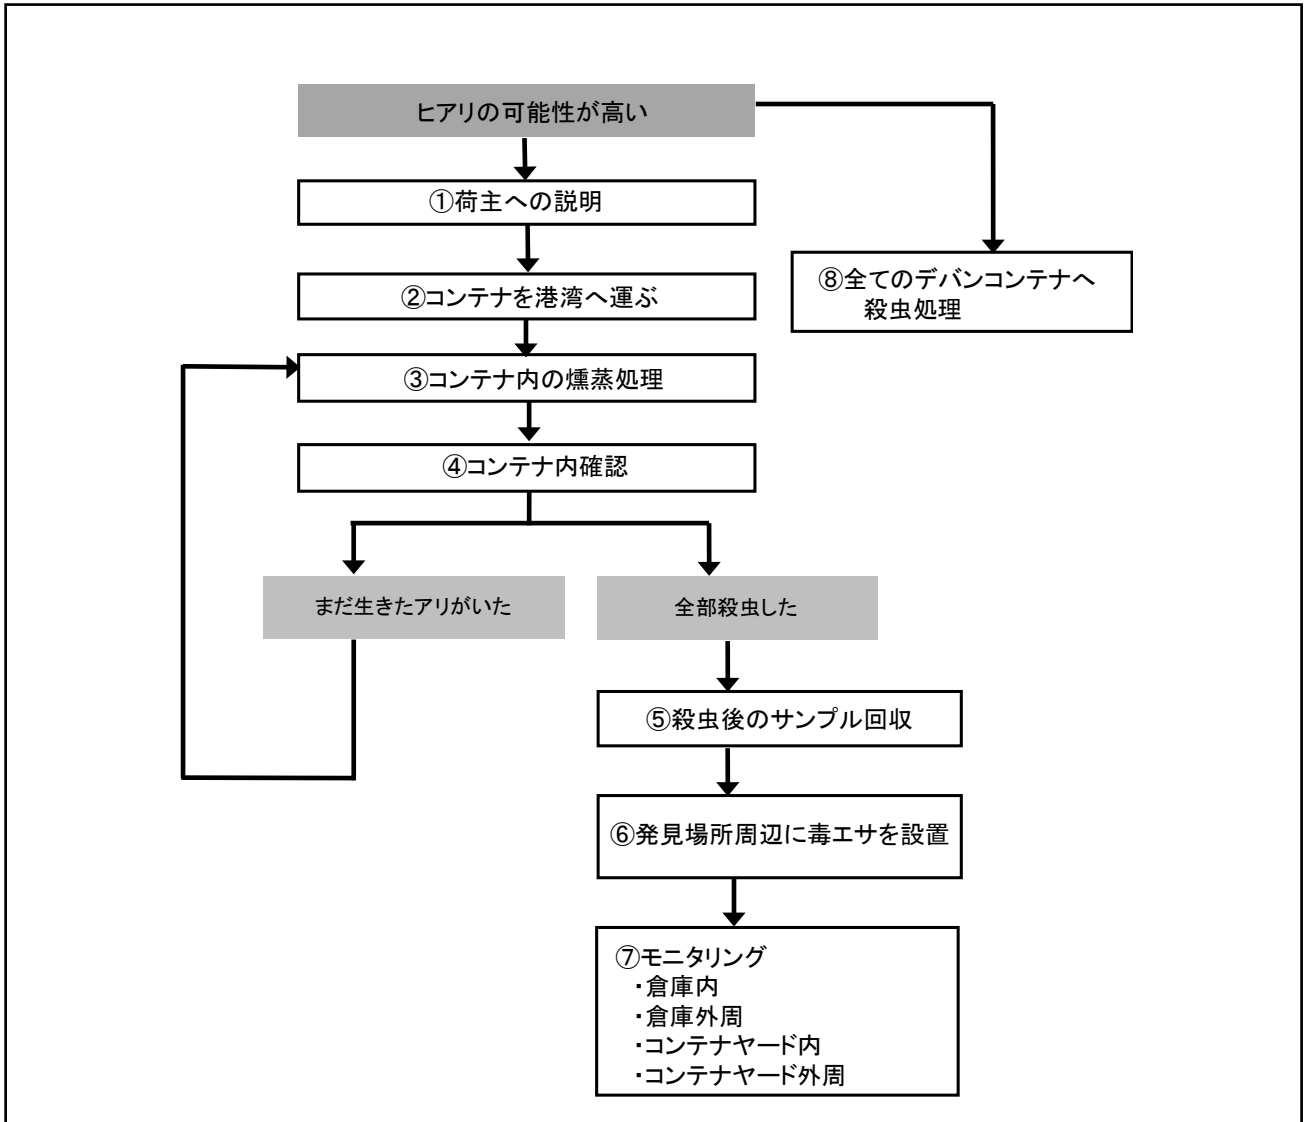 ヒアリの可能性が高い
①荷主への説明
②コンテナを港湾へ運ぶ
⑧全てのデバンコンテナへ
殺虫処理
③コンテナ内の燻蒸処理
④コンテナ内確認
まだ生きたアリがいた
全部殺虫した
⑤殺虫後のサンプル回収
⑥発見場所周辺に毒エサを設置
⑦モニタリング
・倉庫内
・倉庫外周
・コンテナヤード内
・コンテナヤード外周